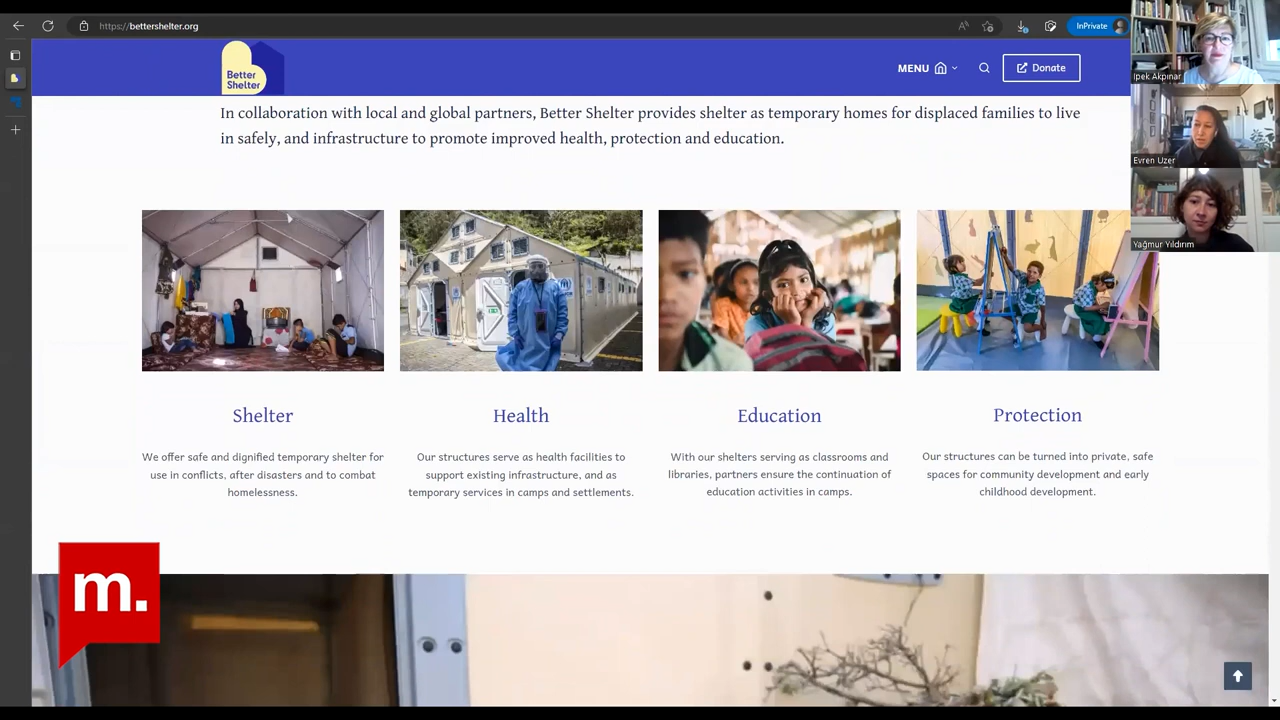 https://bettershelter.org
InPrivate
Better
Shelter
MENU
Donate
İpek Akpınar
Evren Uzer
Yağmur Yıldırım
In collaboration with local and global partners, Better Shelter provides shelter as temporary homes for displaced families to live
in safely, and infrastructure to promote improved health, protection and education.
Shelter
We offer safe and dignified temporary shelter for
use in conflicts, after disasters and to combat
homelessness.
Health
Our structures serve as health facilities to
support existing infrastructure, and as
temporary services in camps and settlements.
Education
With our shelters serving as classrooms and
libraries, partners ensure the continuation of
education activities in camps.
Protection
Our structures can be turned into private, safe
spaces for community development and early
childhood development.
m.